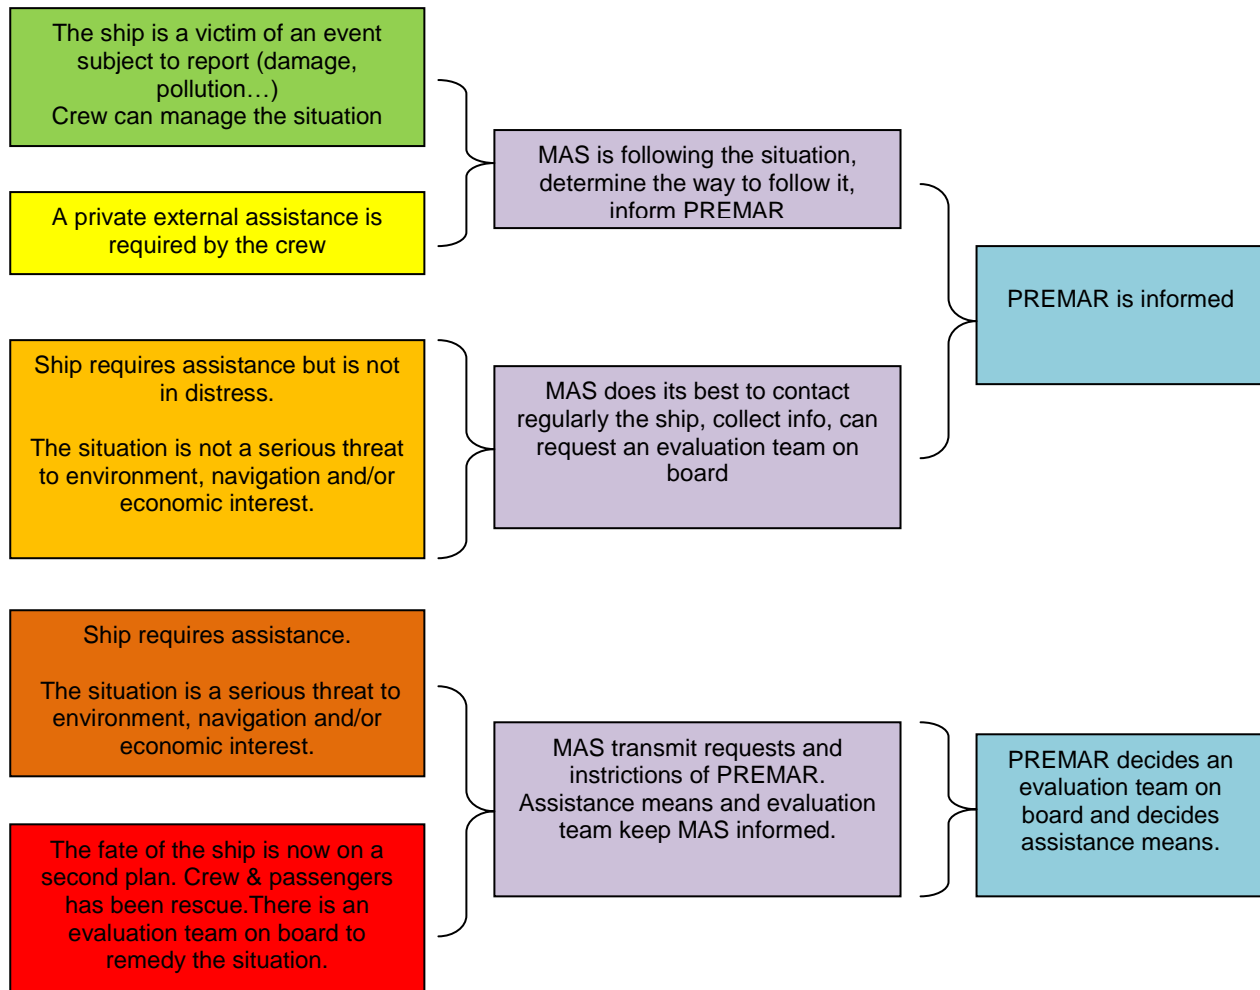 The ship is a victim of an event
subject to report (damage,
pollution…)
Crew can manage the situation
A private external assistance is
required by the crew
MAS is following the situation,
determine the way to follow it,
inform PREMAR
PREMAR is informed
Ship requires assistance but is not
in distress.
The situation is not a serious threat
to environment, navigation and/or
economic interest.
MAS does its best to contact
regularly the ship, collect info, can
request an evaluation team on
board
Ship requires assistance.
The situation is a serious threat to
environment, navigation and/or
economic interest.
The fate of the ship is now on a
second plan. Crew & passengers
has been rescue.There is an
evaluation team on board to
remedy the situation.
MAS transmit requests and
instrictions of PREMAR.
Assistance means and evaluation
team keep MAS informed.
PREMAR decides an
evaluation team on
board and decides
assistance means.